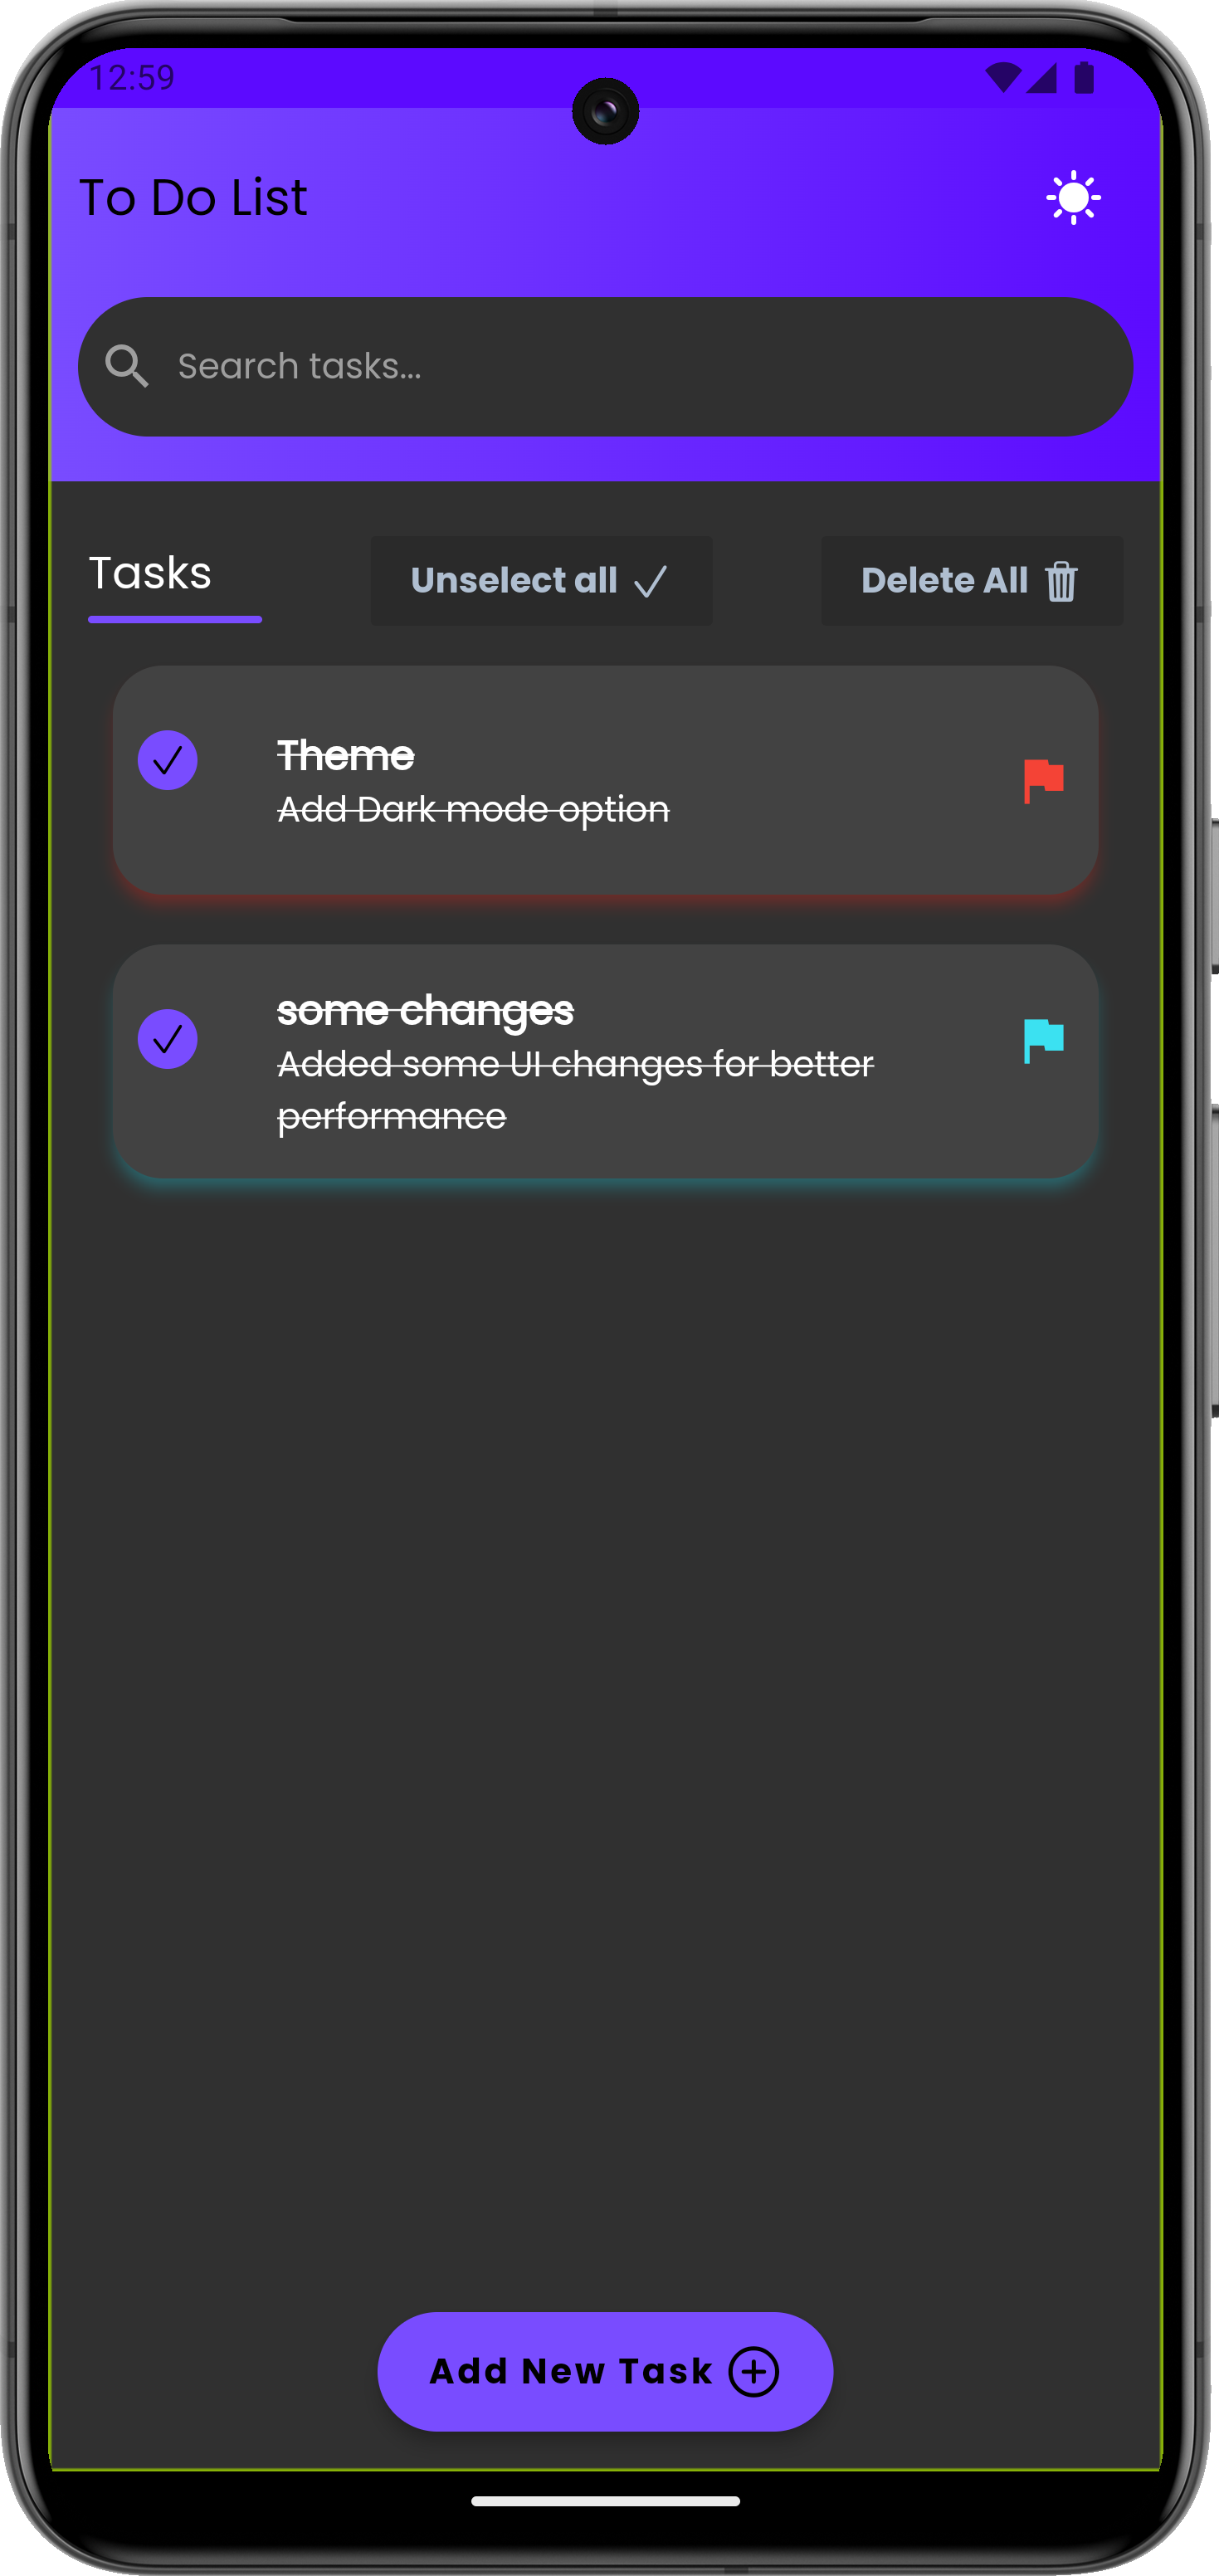 12:59
To Do List
Search tasks...
Tasks
Unselect all
Delete All
Theme
Add Dark mode option
some changes
Added some UI changes for better
performance
Add New Task